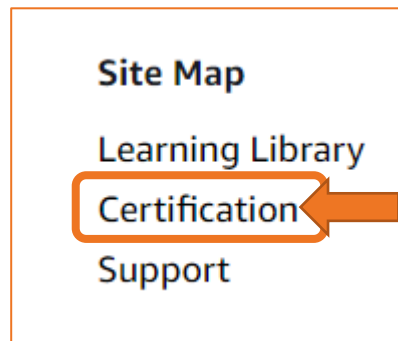 Site Map
Learning Library
Certification
Support